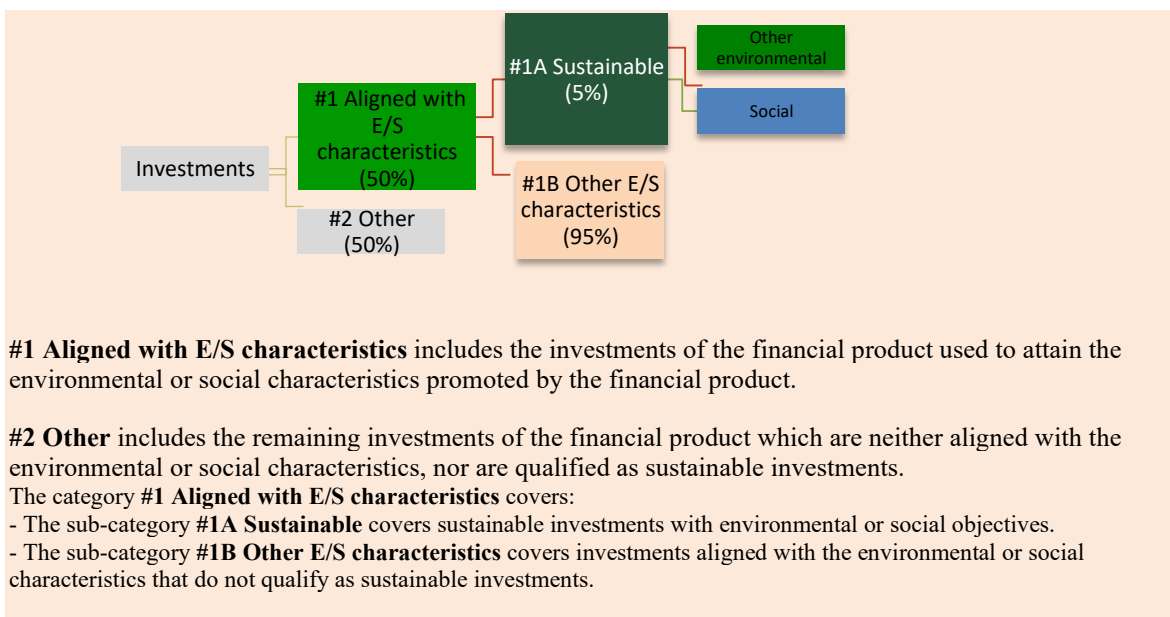 Other
environmental
#1A Sustainable
(5%)
Social
#1 Aligned with
E/S
characteristics
(50%)
Investments
#1B Other E/S
characteristics
(95%)
#2 Other
(50%)
#1 Aligned with E/S characteristics includes the investments of the financial product used to attain the
environmental or social characteristics promoted by the financial product.
#2 Other includes the remaining investments of the financial product which are neither aligned with the
environmental or social characteristics, nor are qualified as sustainable investments.
The category #1 Aligned with E/S characteristics covers:
- The sub-category #1A Sustainable covers sustainable investments with environmental or social objectives.
- The sub-category #1B Other E/S characteristics covers investments aligned with the environmental or social
characteristics that do not qualify as sustainable investments.